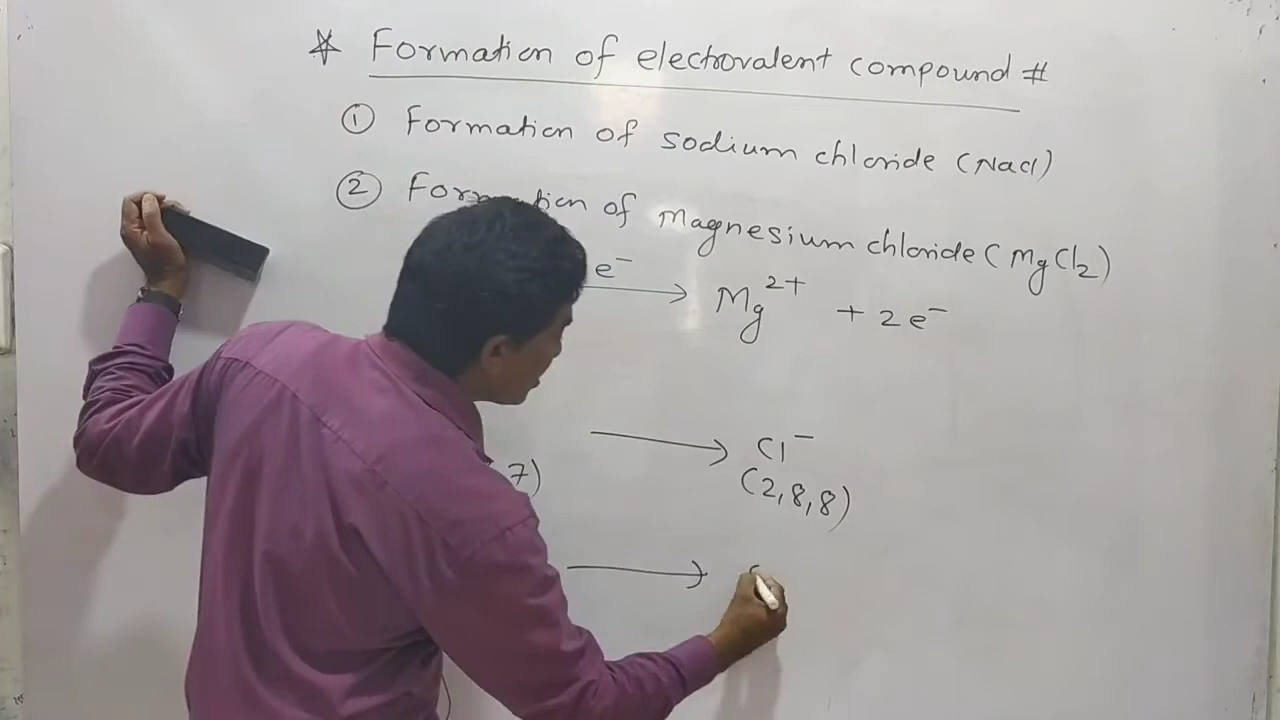 * Formation of electrovalent compound #
① Formation of sodium chloride (NaCl)
② Formation of Magnesium chloride (MgCl₂)
e⁻ → Mg²⁺ + 2e⁻
→ Cl⁻
7) (2,8,8)
→